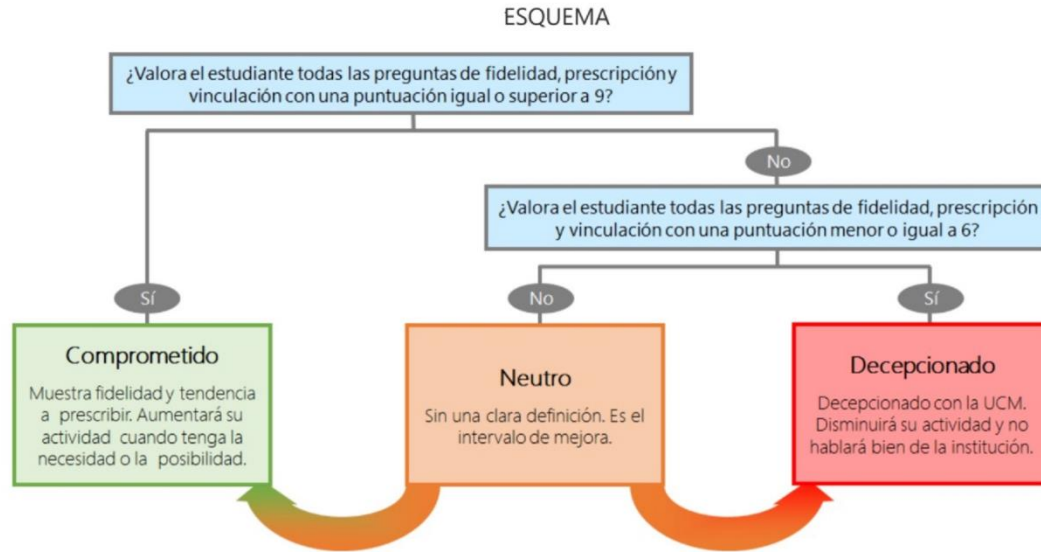 ESQUEMA
¿Valora el estudiante todas las preguntas de fidelidad, prescripción y
vinculación con una puntuación igual o superior a 9?
No
¿Valora el estudiante todas las preguntas de fidelidad, prescripción
y vinculación con una puntuación menor o igual a 6?
Sí
No
Sí
Comprometido
Muestra fidelidad y tendencia
a prescribir. Aumentará su
actividad cuando tenga la
necesidad o la posibilidad.
Neutro
Sin una clara definición. Es el
intervalo de mejora.
Decepcionado
Decepcionado con la UCM.
Disminuirá su actividad y no
hablará bien de la institución.